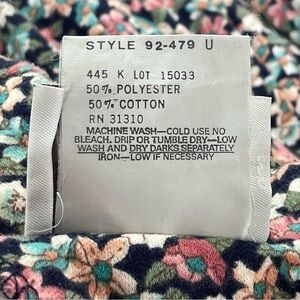 STYLE 92-479 U
445 K LOT 15033
50% POLYESTER
50% COTTON
RN 31310
MACHINE WASH—COLD USE NO
BLEACH. DRIP OR TUMBLE DRY—LOW
WASH AND DRY DARKS SEPARATELY
IRON—LOW IF NECESSARY